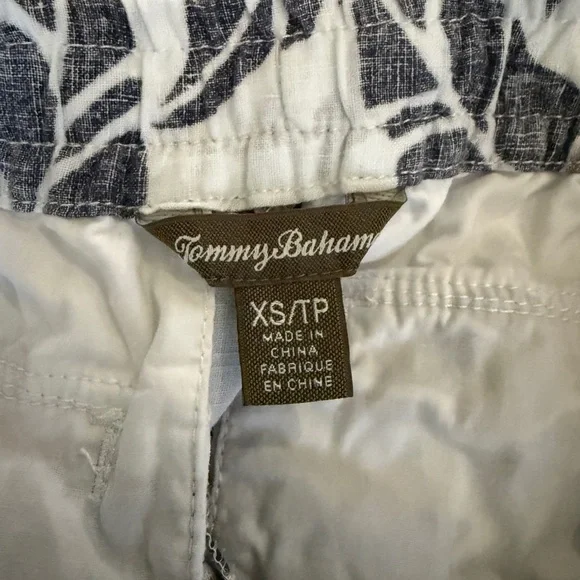 Tommy Baham
XS/TP
MADE IN
CHINA
FABRIQUE
EN CHINE